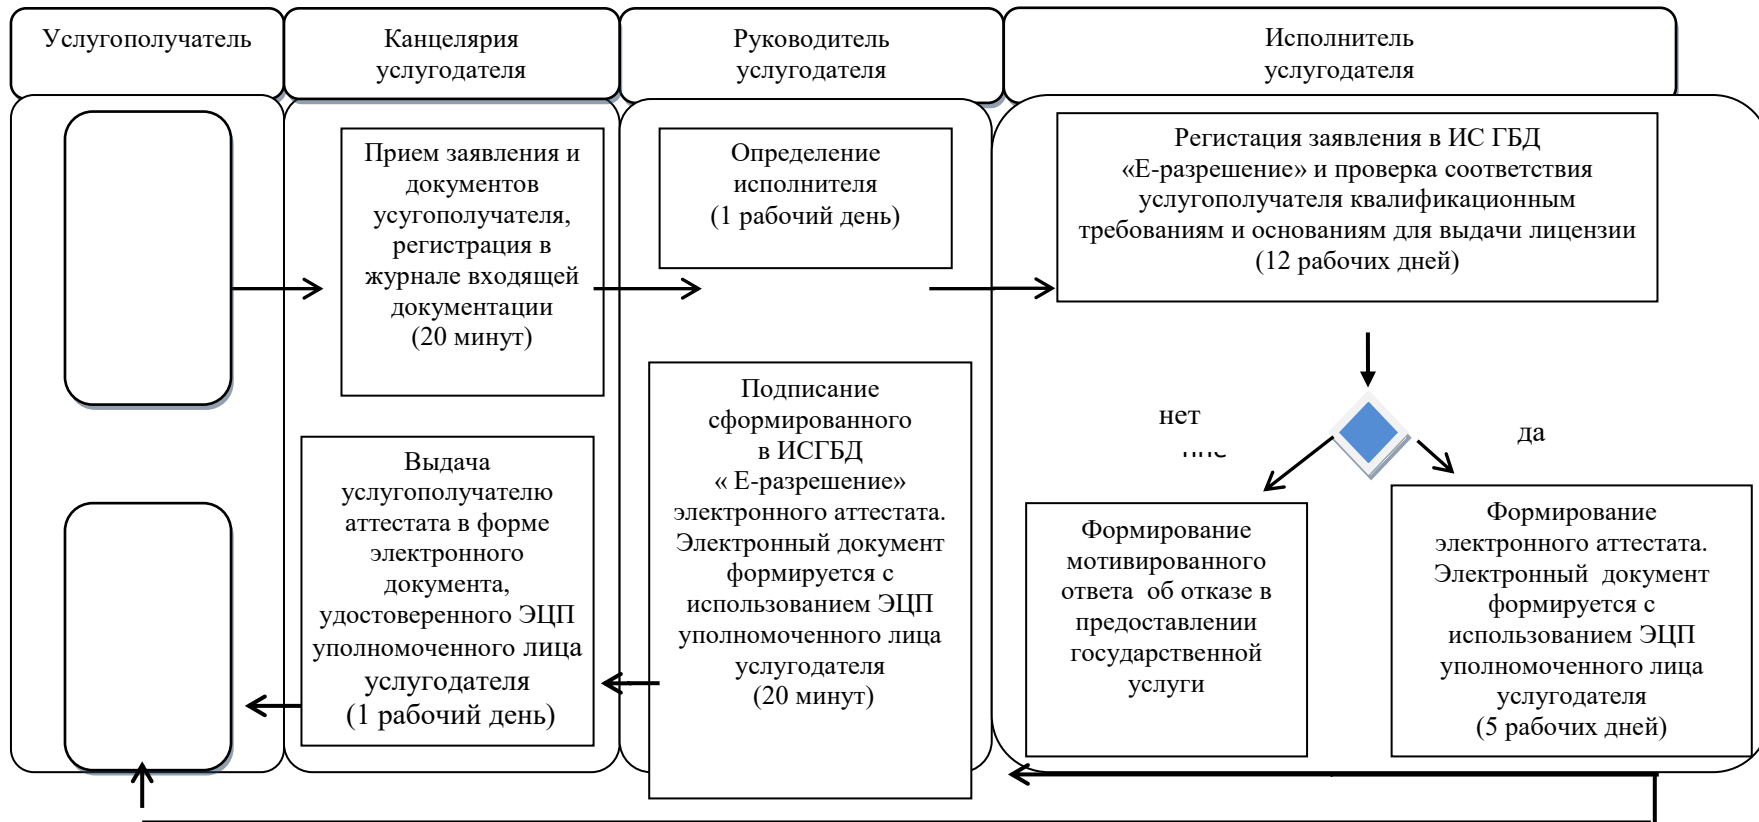 Услугополучатель
Канцелярия
услугодателя
Руководитель
услугодателя
Исполнитель
услугодателя
Прием заявления и
документов
усугополучателя,
регистрация в
журнале входящей
документации
(20 минут)
Определение
исполнителя
(1 рабочий день)
Регистация заявления в ИС ГБД
«Е-разрешение» и проверка соответствия
услугополучателя квалификационным
требованиям и основаниям для выдачи лицензии
(12 рабочих дней)
нет
да
Выдача
услугополучателю
аттестата в форме
электронного
документа,
удостоверенного ЭЦП
уполномоченного лица
услугодателя
(1 рабочий день)
Подписание
сформированного
в ИСГБД
« Е-разрешение»
электронного аттестата.
Электронный документ
формируется с
использованием ЭЦП
уполномоченного лица
услугодателя
(20 минут)
Формирование
мотивированного
ответа  об отказе в
предоставлении
государственной
услуги
Формирование
электронного аттестата.
Электронный  документ
формируется с
использованием ЭЦП
уполномоченного лица
услугодателя
(5 рабочих дней)